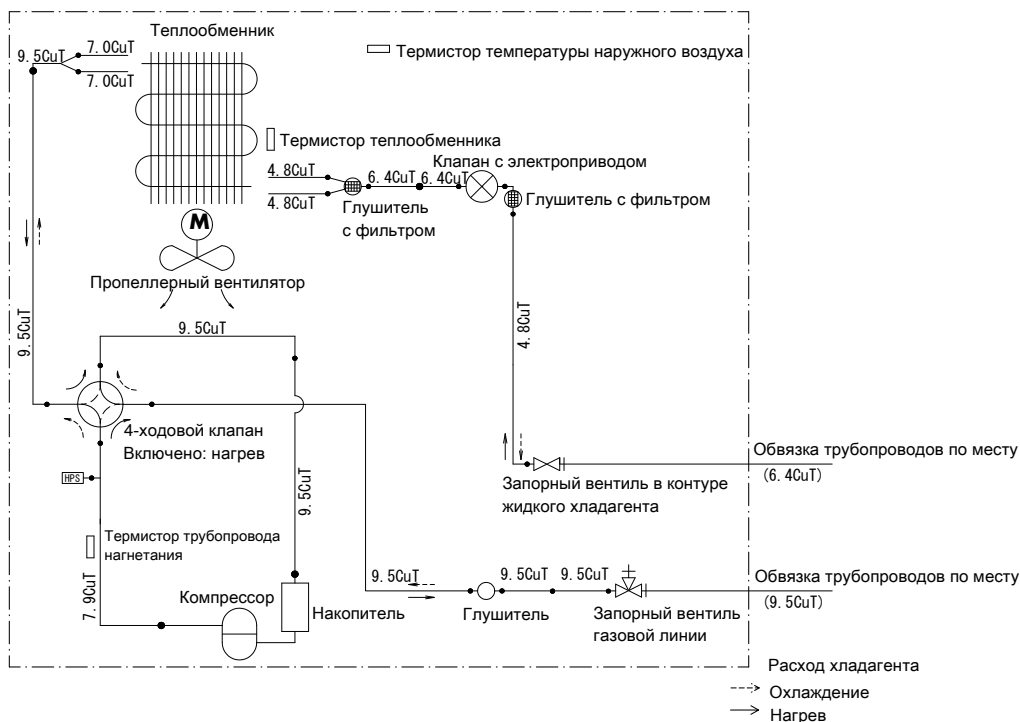 Теплообменник
7.0CuT
9.5CuT
7.0CuT
Термистор температуры наружного воздуха
Термистор теплообменника
Клапан с электроприводом
4.8CuT
6.4CuT
6.4CuT
4.8CuT
Глушитель
с фильтром
Глушитель с фильтром
M
Пропеллерный вентилятор
9.5CuT
9.5CuT
4.8CuT
4-ходовой клапан
Включено: нагрев
HPS
9.5CuT
Обвязка трубопроводов по месту
(6.4CuT)
Запорный вентиль в контуре
жидкого хладагента
Термистор трубопровода
нагнетания
7.9CuT
Компрессор
Накопитель
9.5CuT
9.5CuT
9.5CuT
Глушитель
Запорный вентиль
газовой линии
Обвязка трубопроводов по месту
(9.5CuT)
Расход хладагента
Охлаждение
Нагрев